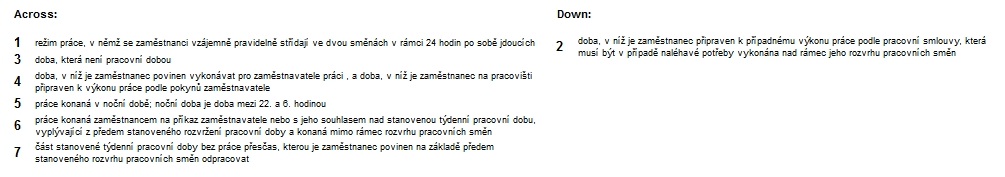 Across:
1 režim práce, v němž se zaměstnanci vzájemně pravidelně střídají ve dvou směnách v rámci 24 hodin po sobě jdoucích
3 doba, která není pracovní dobou
4 doba, v níž je zaměstnanec povinen vykonávat pro zaměstnavatele práci , a doba, v níž je zaměstnanec na pracovišti
připraven k výkonu práce podle pokynů zaměstnavatele
5 práce konaná v noční době; noční doba je doba mezi 22. a 6. hodinou
6 práce konaná zaměstnancem na příkaz zaměstnavatele nebo s jeho souhlasem nad stanovenou týdenní pracovní dobu,
vyplývající z předem stanoveného rozvržení pracovní doby a konaná mimo rámec rozvrhu pracovních směn
7 část stanovené týdenní pracovní doby bez práce přesčas, kterou je zaměstnanec povinen na základě předem
stanoveného rozvrhu pracovních směn odpracovat
Down:
2 doba, v níž je zaměstnanec připraven k případnému výkonu práce podle pracovní smlouvy, která
musí být v případě naléhavé potřeby vykonána nad rámec jeho rozvrhu pracovních směn